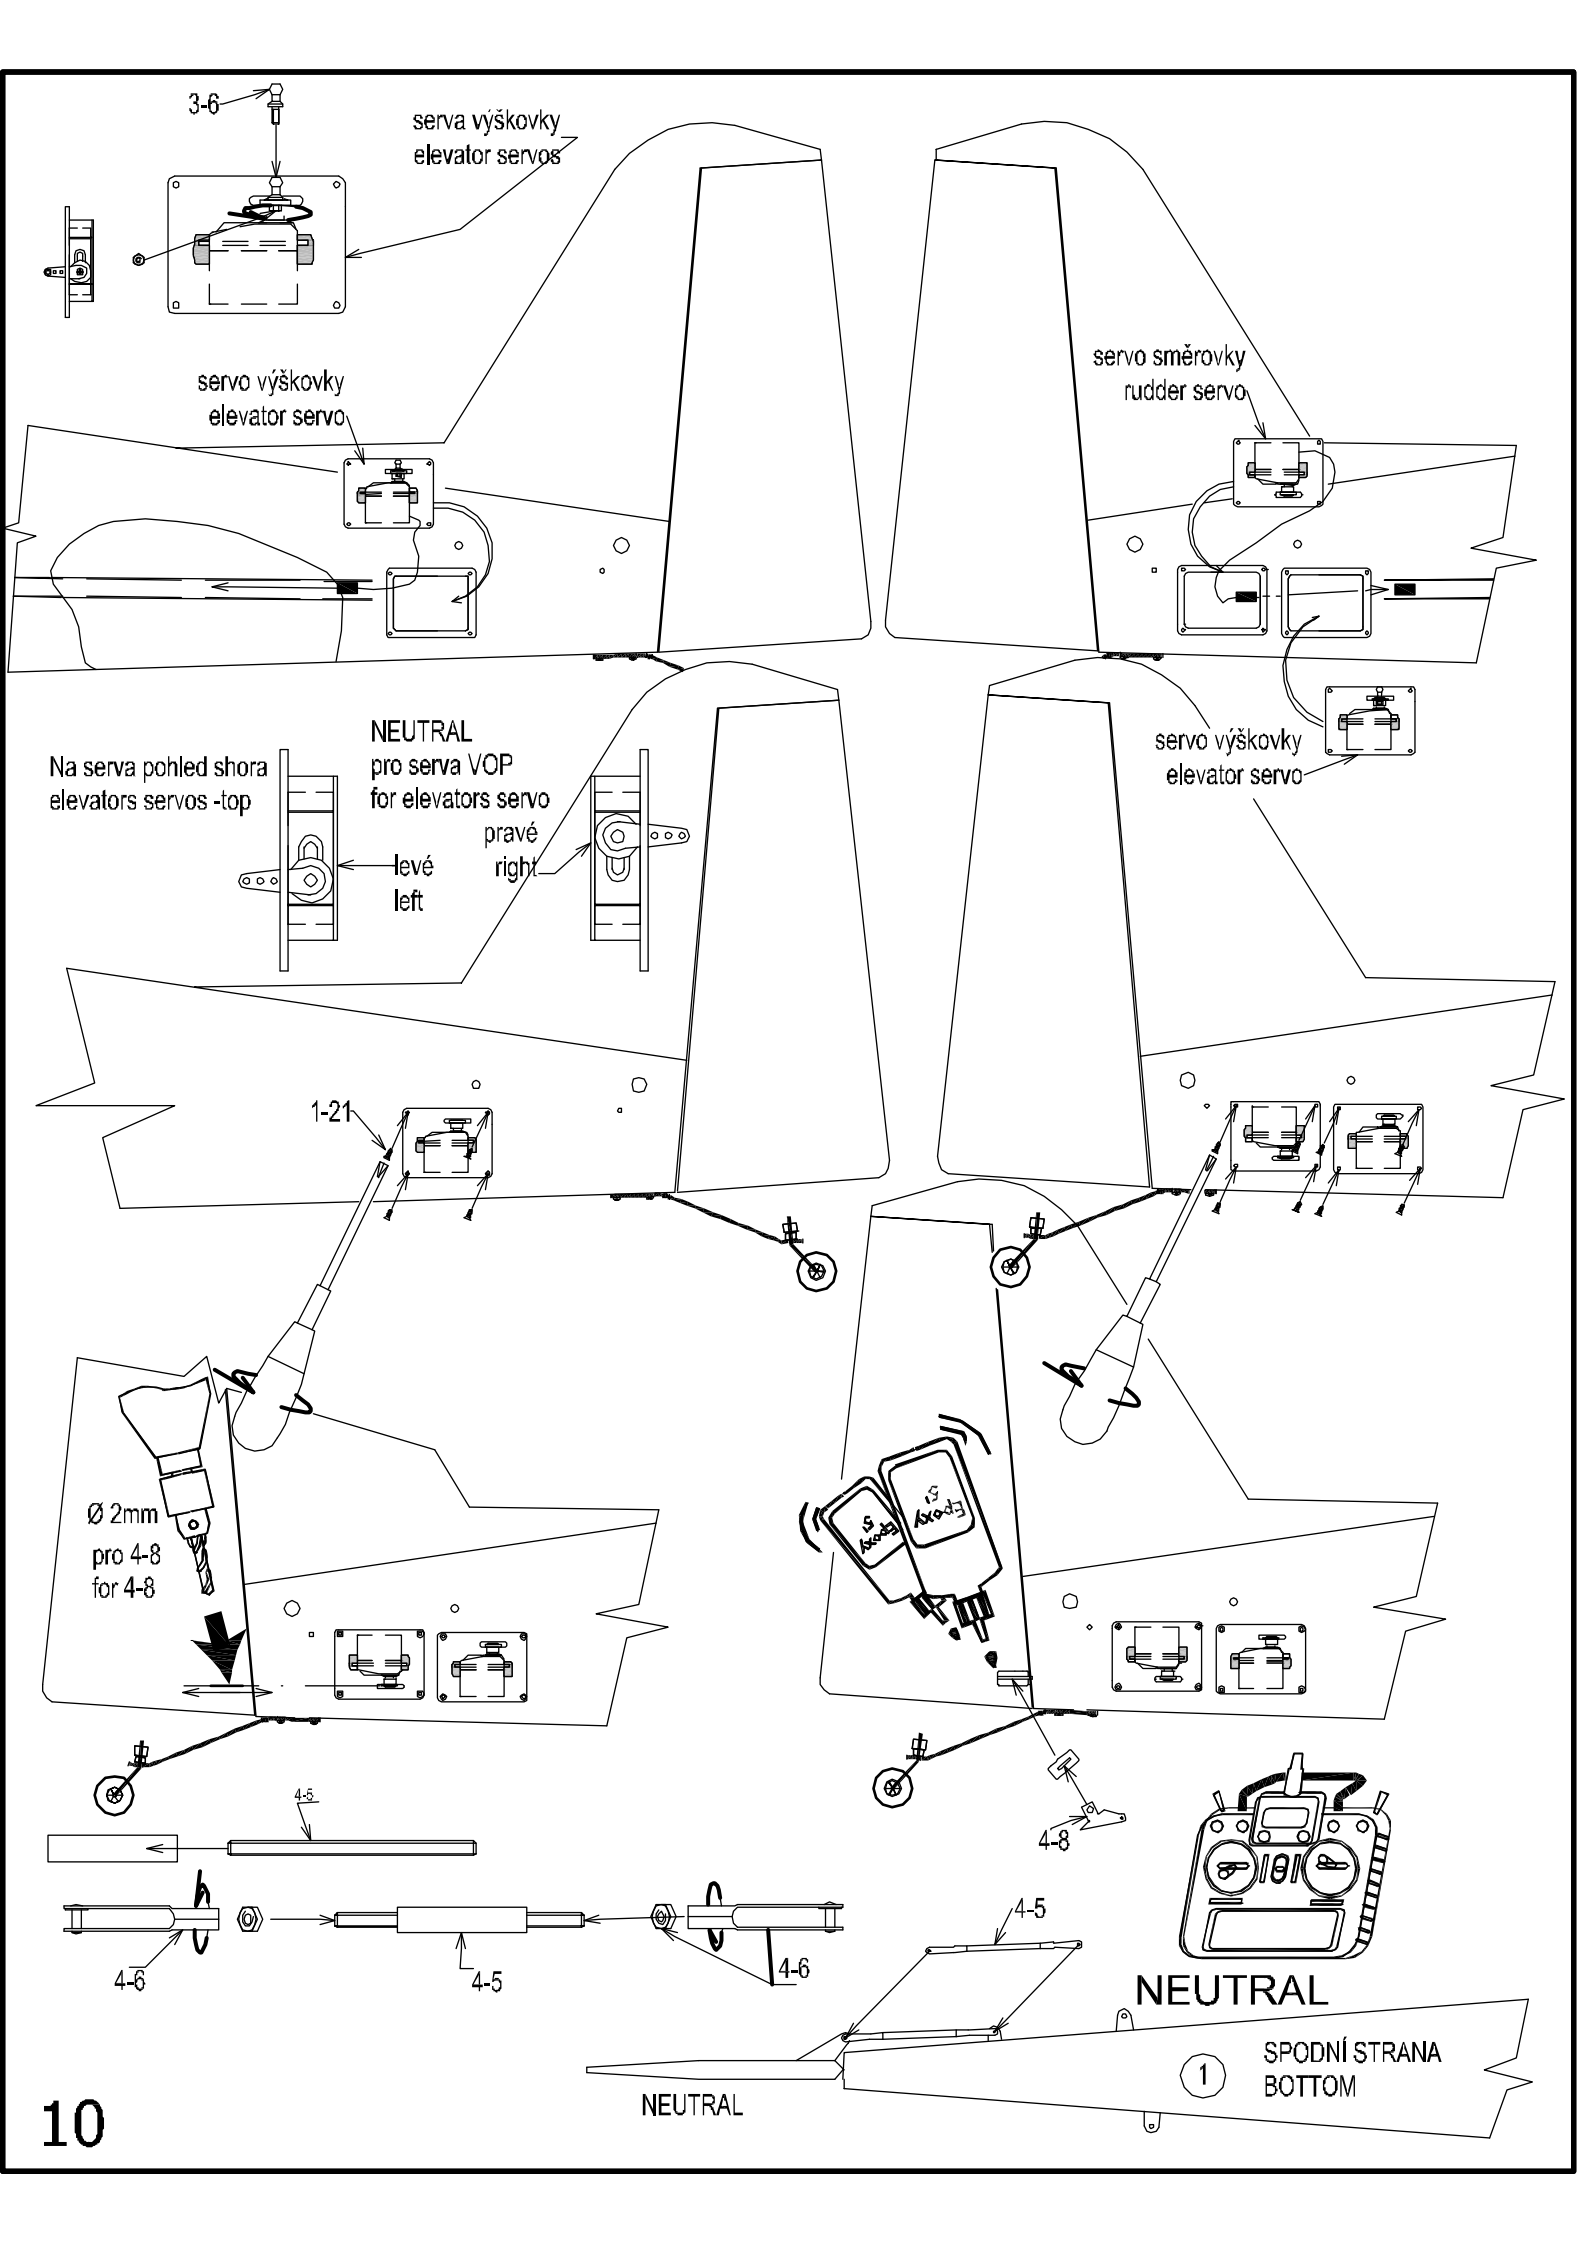 3-6
serva výškovky
elevator servos
servo výškovky
elevator servo
servo směrovky
rudder servo
NEUTRAL
pro serva VOP
for elevators servo
Na serva pohled shora
elevators servos -top
pravé
right
levé
left
servo výškovky
elevator servo
1-21
Ø 2mm
pro 4-8
for 4-8
Epoxy
5'
Epoxy
5'
4-5
4-8
4-6
4-5
4-6
4-5
NEUTRAL
1
SPODNÍ STRANA
BOTTOM
NEUTRAL
10